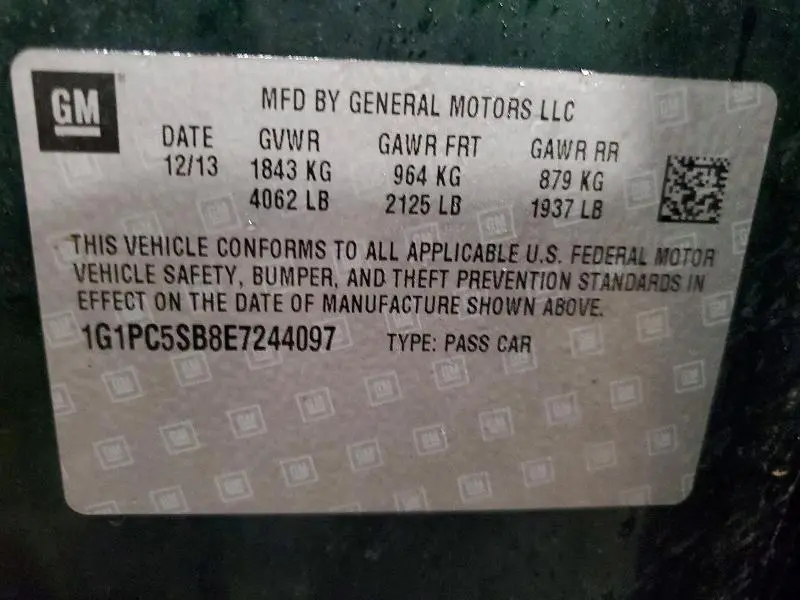 GM
MFD BY GENERAL MOTORS LLC
DATE GVWR GAWR FRT GAWR RR
12/13 1843 KG 964 KG 879 KG
4062 LB 2125 LB 1937 LB
THIS VEHICLE CONFORMS TO ALL APPLICABLE U.S. FEDERAL MOTOR
VEHICLE SAFETY, BUMPER, AND THEFT PREVENTION STANDARDS IN
EFFECT ON THE DATE OF MANUFACTURE SHOWN ABOVE.
1G1PC5SB8E7244097 TYPE: PASS CAR